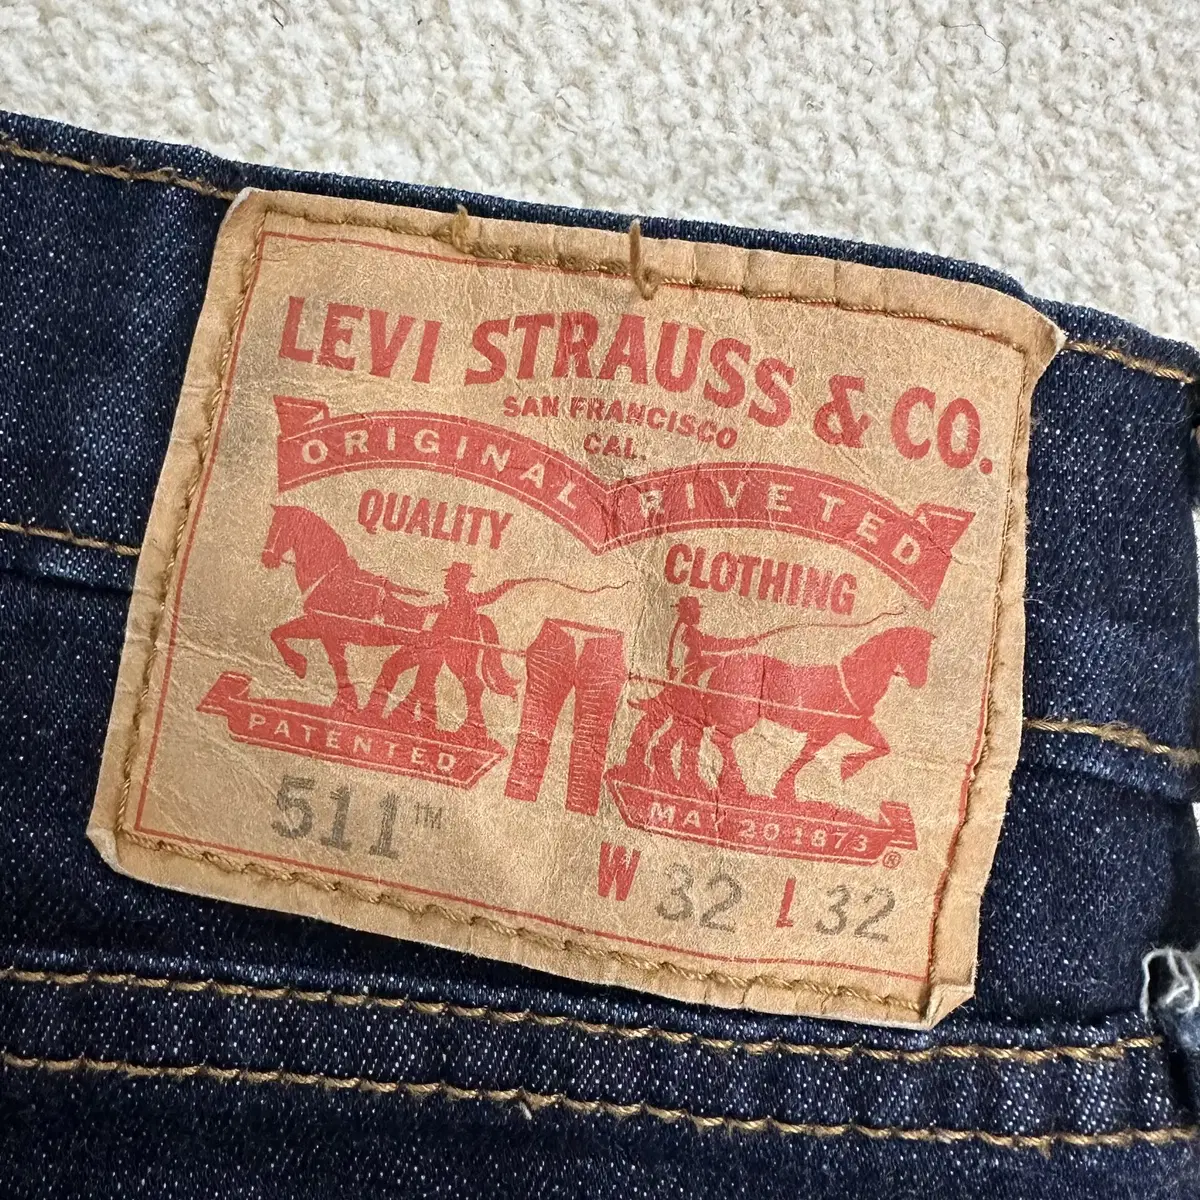 LEVI STRAUSS & CO.
SAN FRANCISCO
CAL.
ORIGINAL RIVETED
QUALITY CLOTHING
PATENTED MAY 20 1873 ®
511™
W 32 L 32